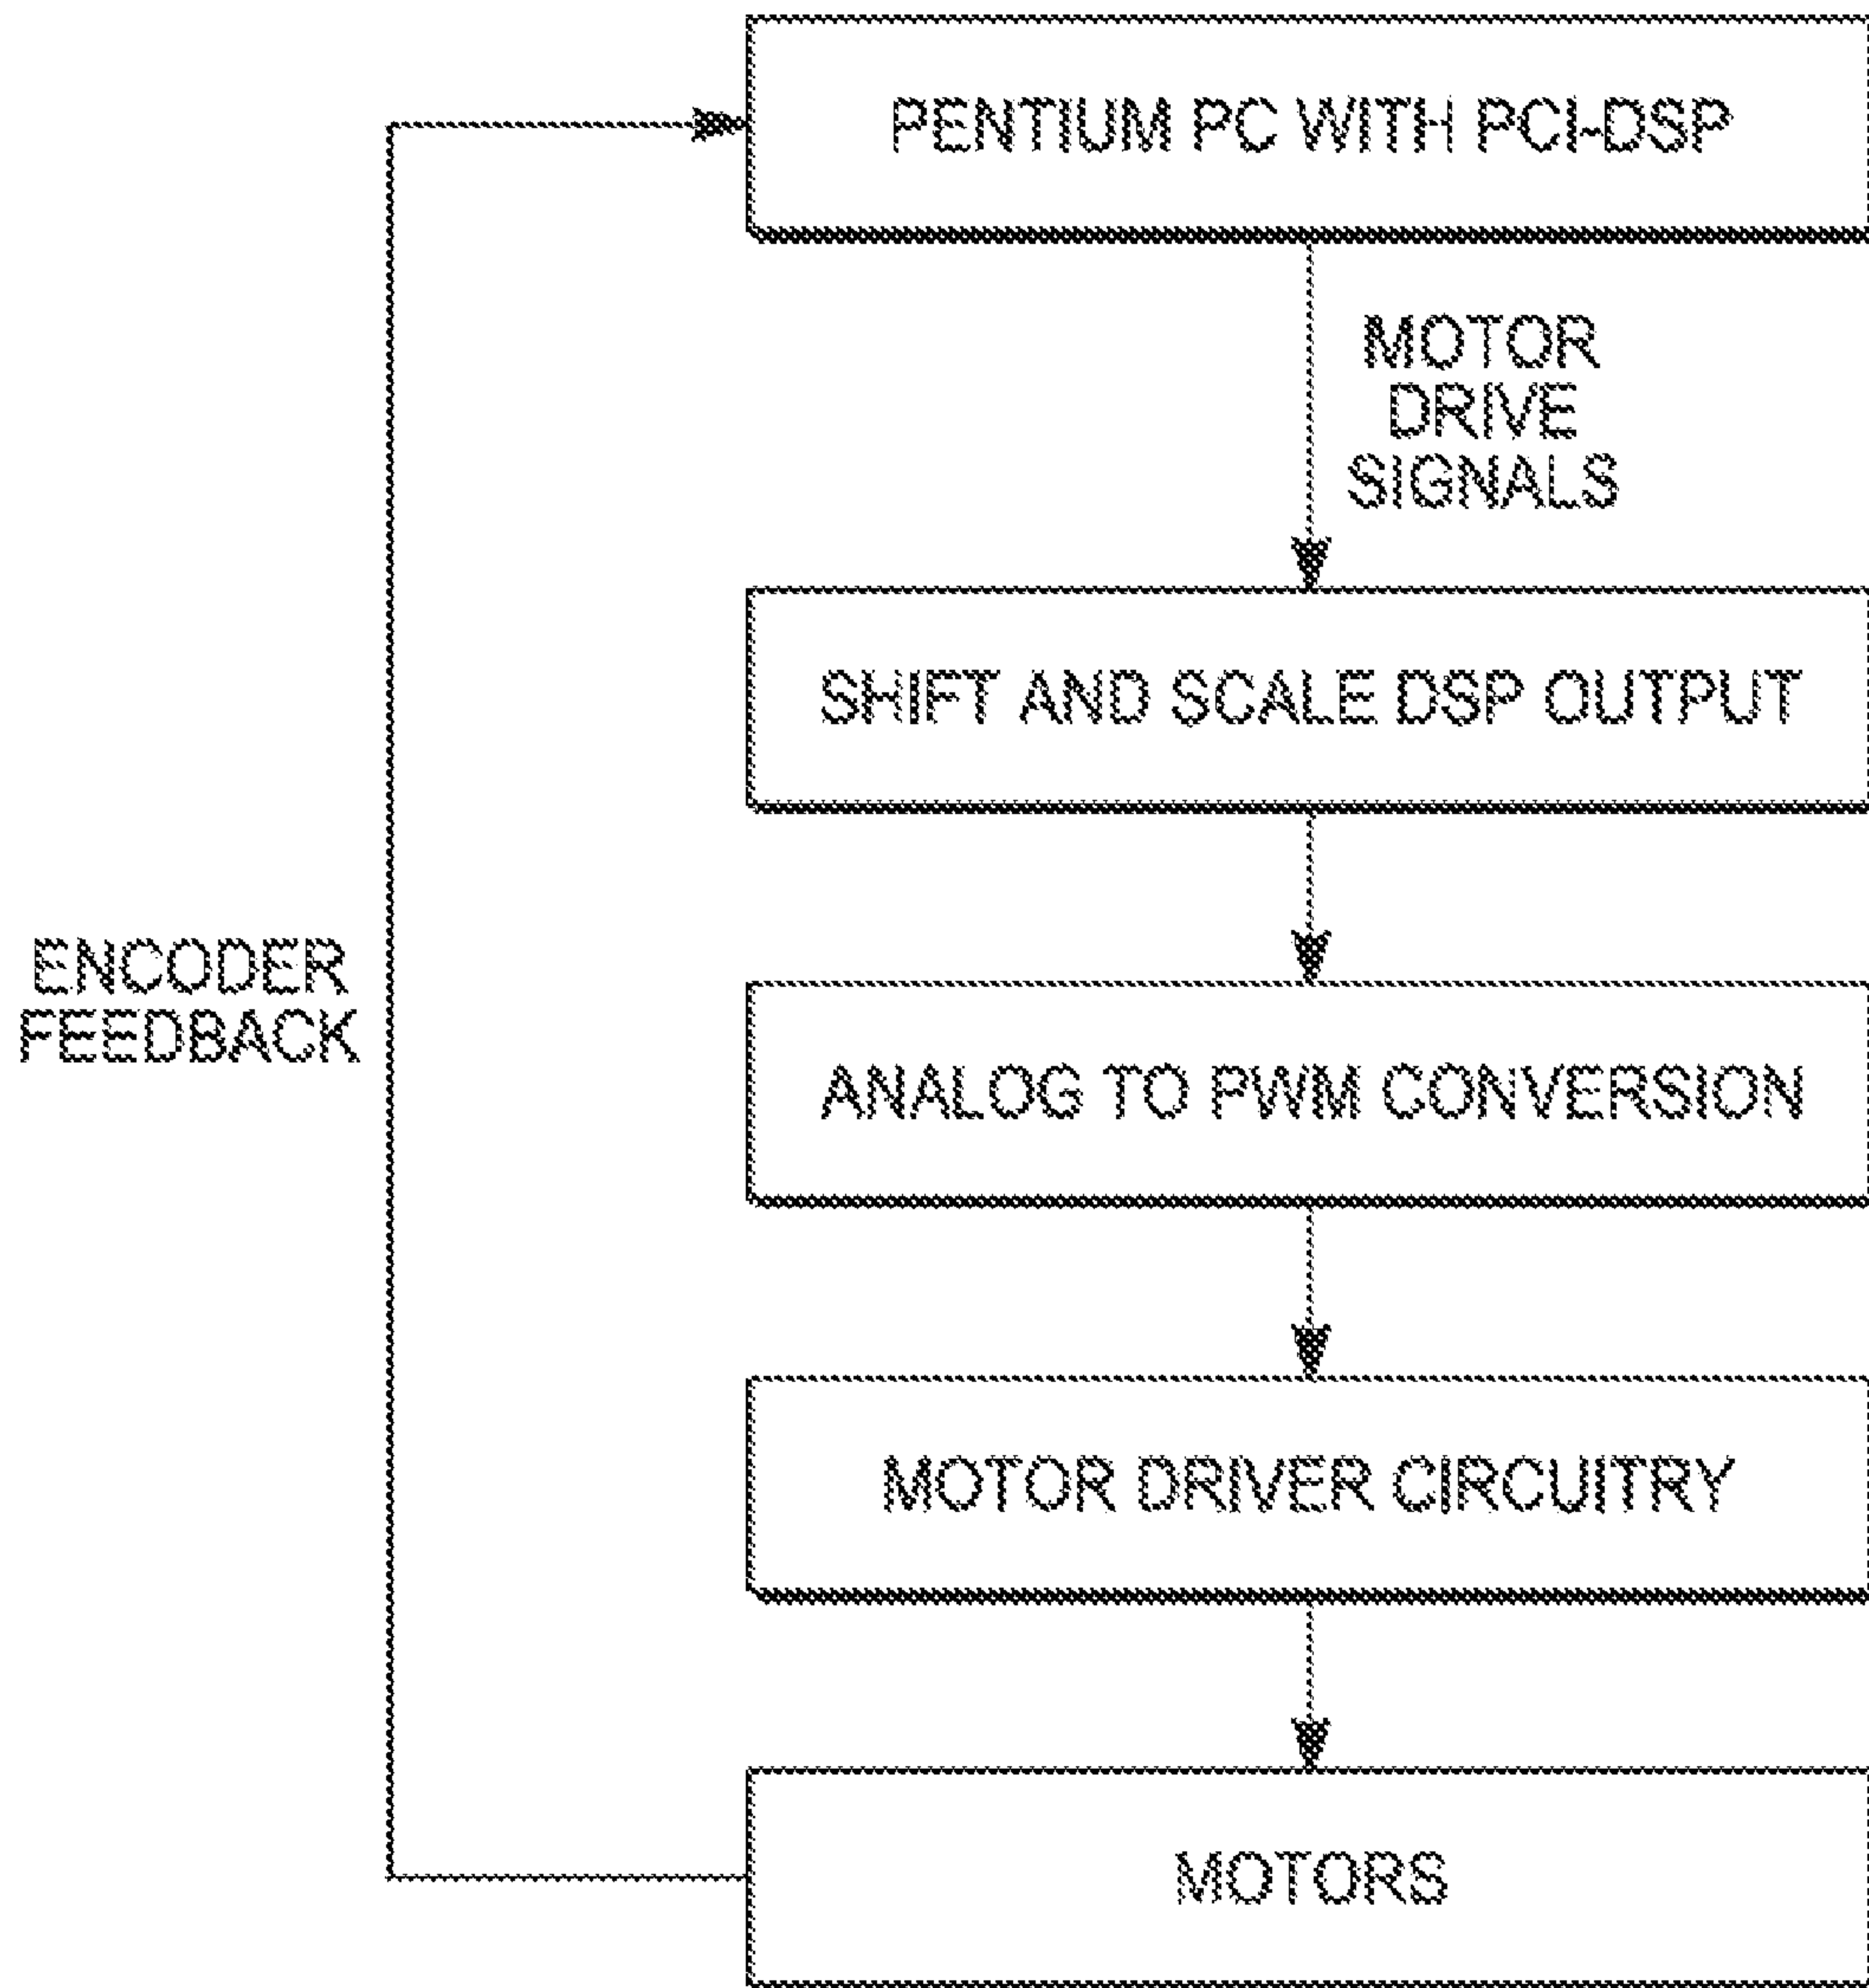 PENTIUM PC WITH PCI-DSP
MOTOR
DRIVE
SIGNALS
SHIFT AND SCALE DSP OUTPUT
ENCODER
FEEDBACK
ANALOG TO PWM CONVERSION
MOTOR DRIVER CIRCUITRY
MOTORS